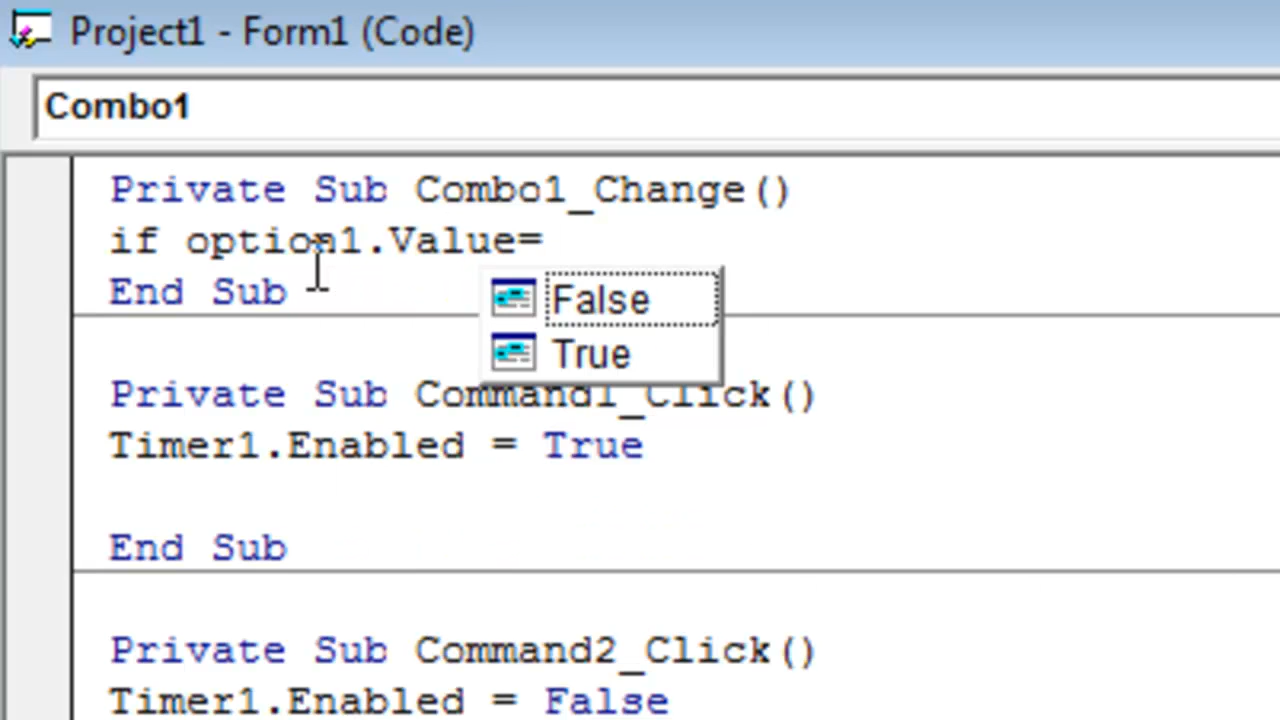 Project1 - Form1 (Code)
Combo1
Private Sub Combo1_Change()
if option1.Value=
End Sub
False
True
Private Sub Command1_Click()
Timer1.Enabled = True
End Sub
Private Sub Command2_Click()
Timer1.Enabled = False